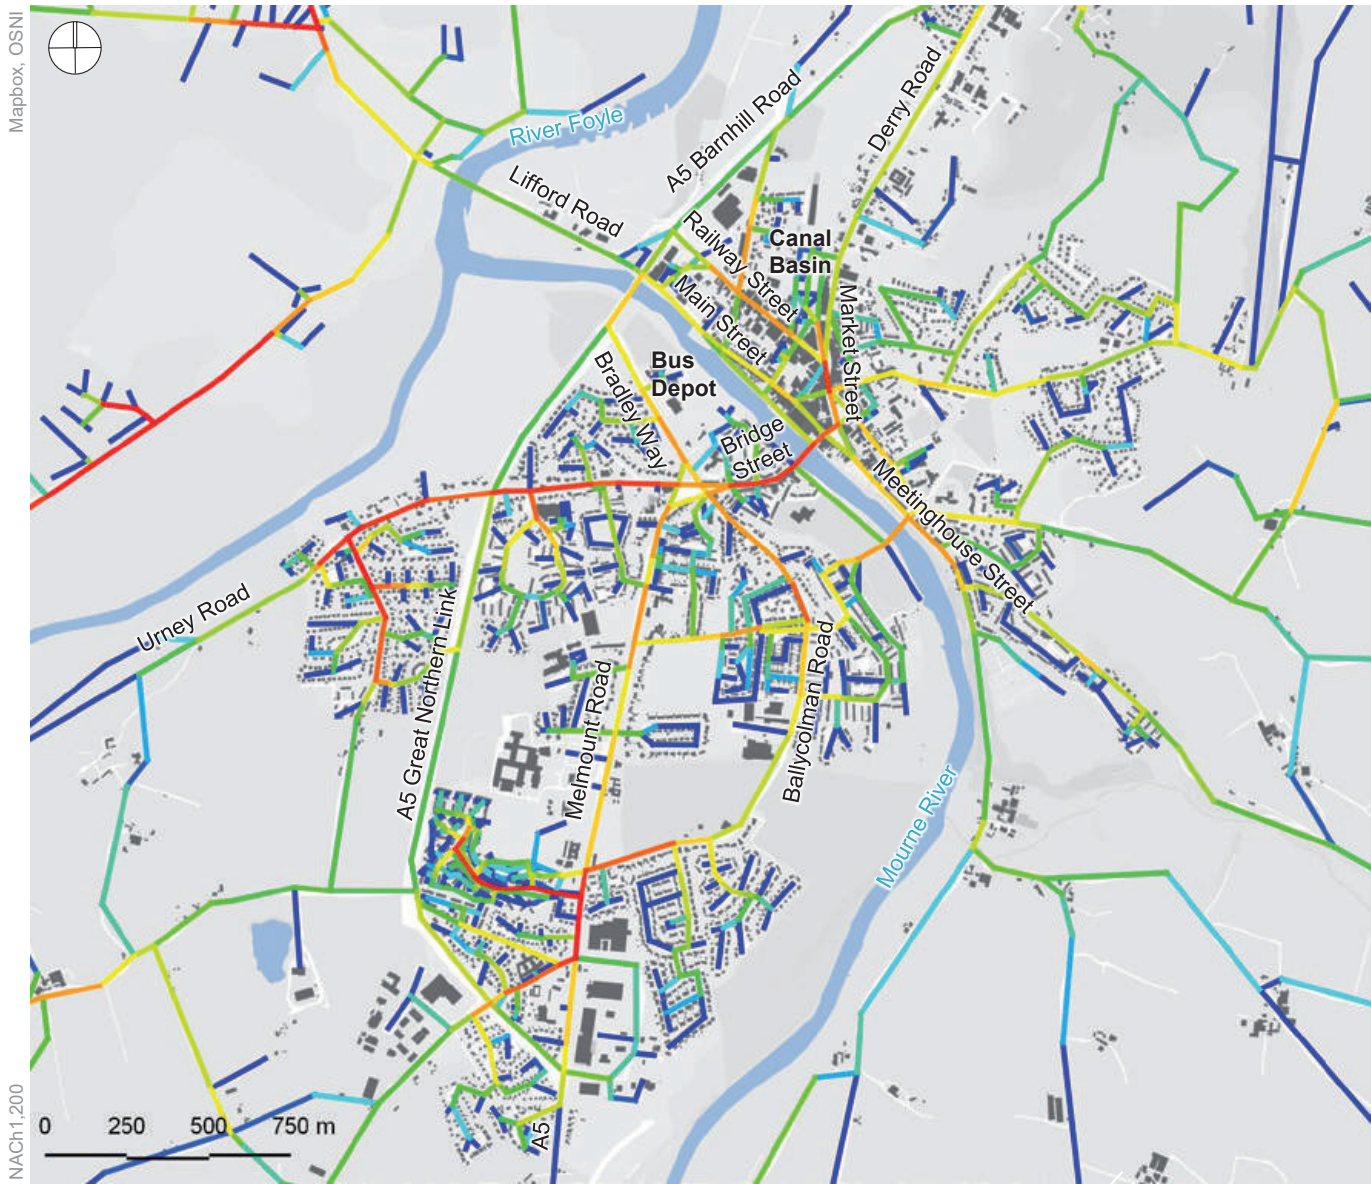 Mapbox, OSNI
River Foyle
A5 Barnhill Road
Derry Road
Lifford Road
Railway Street
Canal
Basin
Main Street
Market Street
Bus
Depot
Bradley Way
Bridge
Street
Meetinghouse Street
Urney Road
A5 Great Northern Link
Melmount Road
Ballycolman Road
Mourne River
A5
NACh1,200
0 250 500 750 m